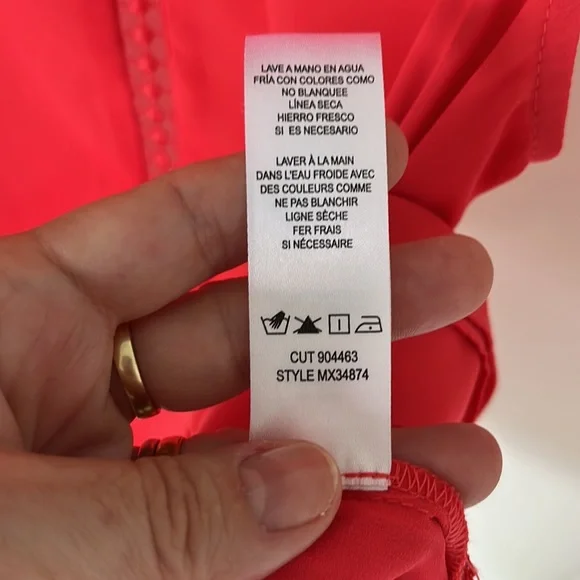 LAVE A MANO EN AGUA
FRÍA CON COLORES COMO
NO BLANQUEE
LÍNEA SECA
HIERRO FRESCO
SI ES NECESARIO
LAVER À LA MAIN
DANS L'EAU FROIDE AVEC
DES COULEURS COMME
NE PAS BLANCHIR
LIGNE SÈCHE
FER FRAIS
SI NÉCESSAIRE
CUT 904463
STYLE MX34874